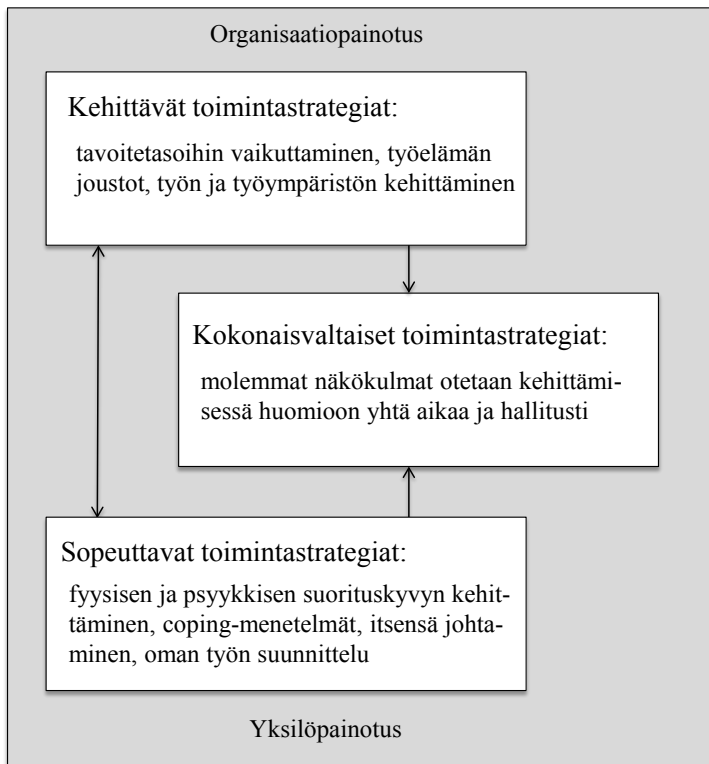 Organisaatiopainotus
Kehittävät toimintastrategiat:
tavoitetasoihin vaikuttaminen, työelämän
joustot, työn ja työympäristön kehittäminen
Kokonaisvaltaiset toimintastrategiat:
molemmat näkökulmat otetaan kehittämi-
sessä huomioon yhtä aikaa ja hallitusti
Sopeuttavat toimintastrategiat:
fyysisen ja psyykkisen suorituskyvyn kehit-
täminen, coping-menetelmät, itsensä johta-
minen, oman työn suunnittelu
Yksilöpainotus